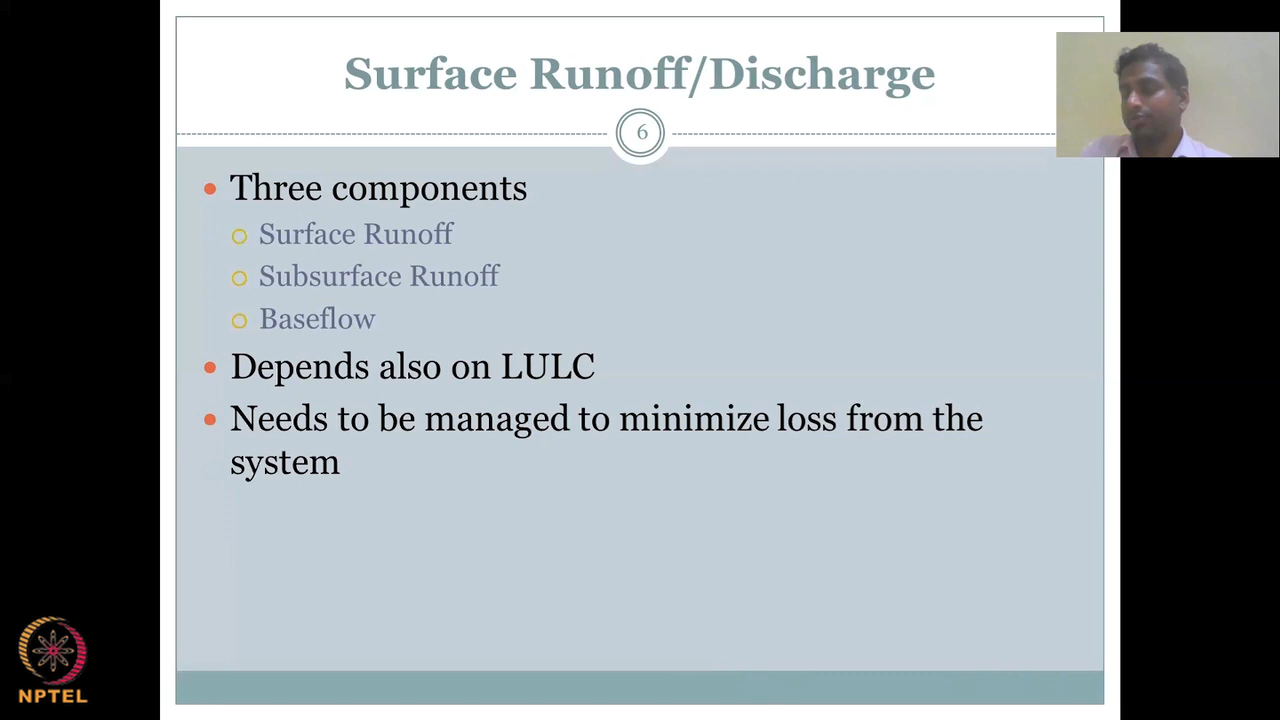 Surface Runoff/Discharge
6
Three components
Surface Runoff
Subsurface Runoff
Baseflow
Depends also on LULC
Needs to be managed to minimize loss from the
system
NPTEL